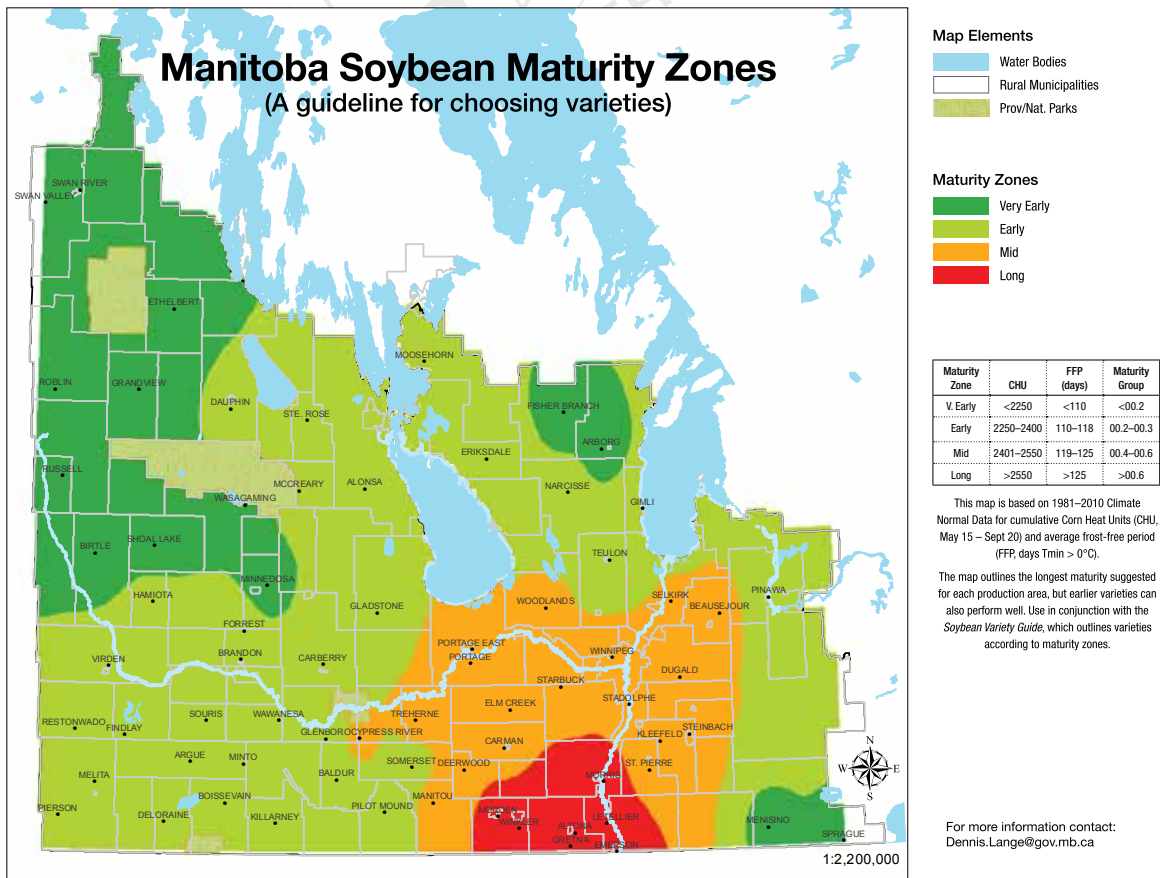 Manitoba Soybean Maturity Zones
(A guideline for choosing varieties)
Map Elements
Water Bodies
Rural Municipalities
Prov/Nat. Parks
Maturity Zones
Very Early
Early
Mid
Long
Maturity Zone CHU FFP (days) Maturity Group
V. Early <2250 <110 <00.2
Early 2250–2400 110–118 00.2–00.3
Mid 2401–2550 119–125 00.4–00.6
Long >2550 >125 >00.6
This map is based on 1981–2010 Climate
Normal Data for cumulative Corn Heat Units (CHU,
May 15 – Sept 20) and average frost-free period
(FFP, days Tmin > 0°C).
The map outlines the longest maturity suggested
for each production area, but earlier varieties can
also perform well. Use in conjunction with the
Soybean Variety Guide, which outlines varieties
according to maturity zones.
For more information contact:
Dennis.Lange@gov.mb.ca
SWAN RIVER
SWAN VALLEY
ETHELBERT
MOOSEHORN
ROBLIN
GRANDVIEW
DAUPHIN
STE. ROSE
FISHER BRANCH
ARBORG
ERIKSDALE
RUSSELL
MCCREARY
ALONSA
NARCISSE
WASAGAMING
GIMLI
BIRTLE
SHOAL LAKE
TEULON
MINNEDOSA
HAMIOTA
GLADSTONE
WOODLANDS
SELKIRK
BEAUSEJOUR
PINAWA
FORREST
PORTAGE EAST
PORTAGE
WINNIPEG
VIRDEN
BRANDON
CARBERRY
DUGALD
STARBUCK
STADOLPHE
ELM CREEK
SOURIS
WAWANESA
TREHERNE
RESTONWADO
FINDLAY
GLENBORO
CYPRESS RIVER
STEINBACH
KLEEFELD
CARMAN
ARGUE
MINTO
SOMERSET
DEERWOOD
ST. PIERRE
MELITA
BALDUR
MORRIS
BOISSEVAIN
MANITOU
PIERSON
DELORAINE
KILLARNEY
PILOT MOUND
MORDEN
WINKLER
ALTONA
LETELLIER
GRETNA
EMERSON
MENISINO
SPRAGUE
N
W
E
S
1:2,200,000